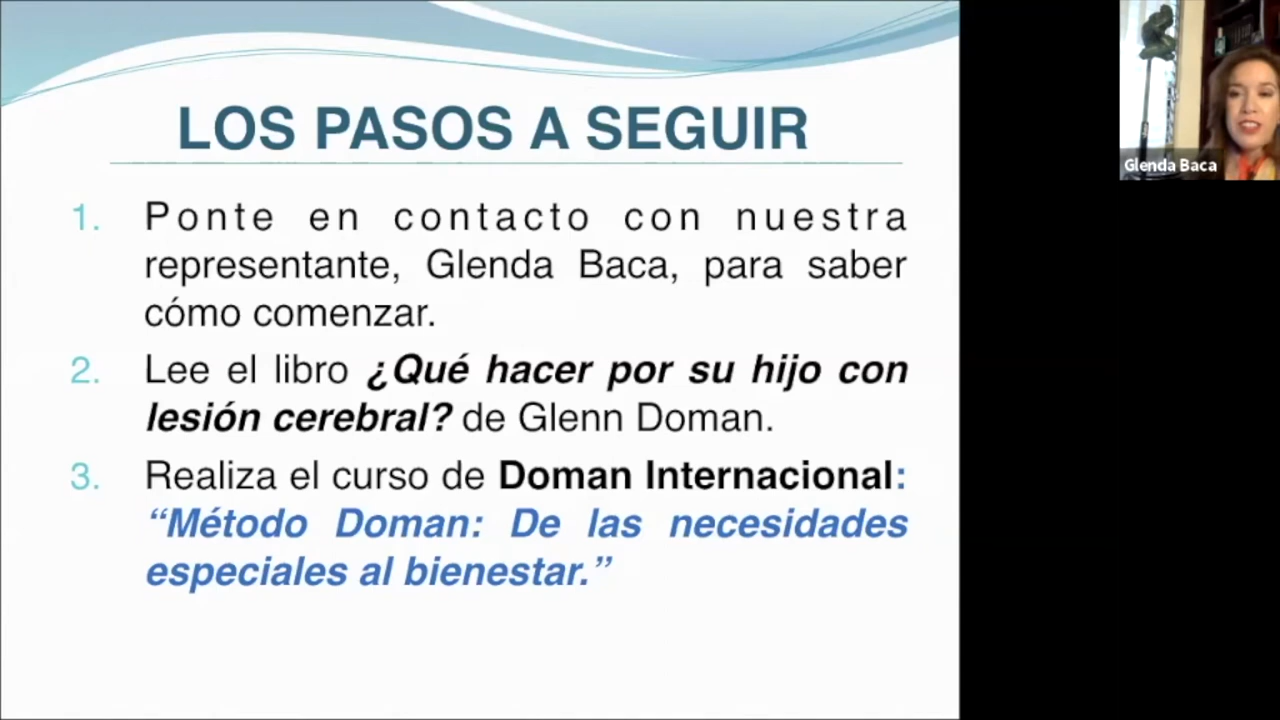 LOS PASOS A SEGUIR
1. Ponte en contacto con nuestra
representante, Glenda Baca, para saber
cómo comenzar.
2. Lee el libro ¿Qué hacer por su hijo con
lesión cerebral? de Glenn Doman.
3. Realiza el curso de Doman Internacional:
“Método Doman: De las necesidades
especiales al bienestar.”
Glenda Baca